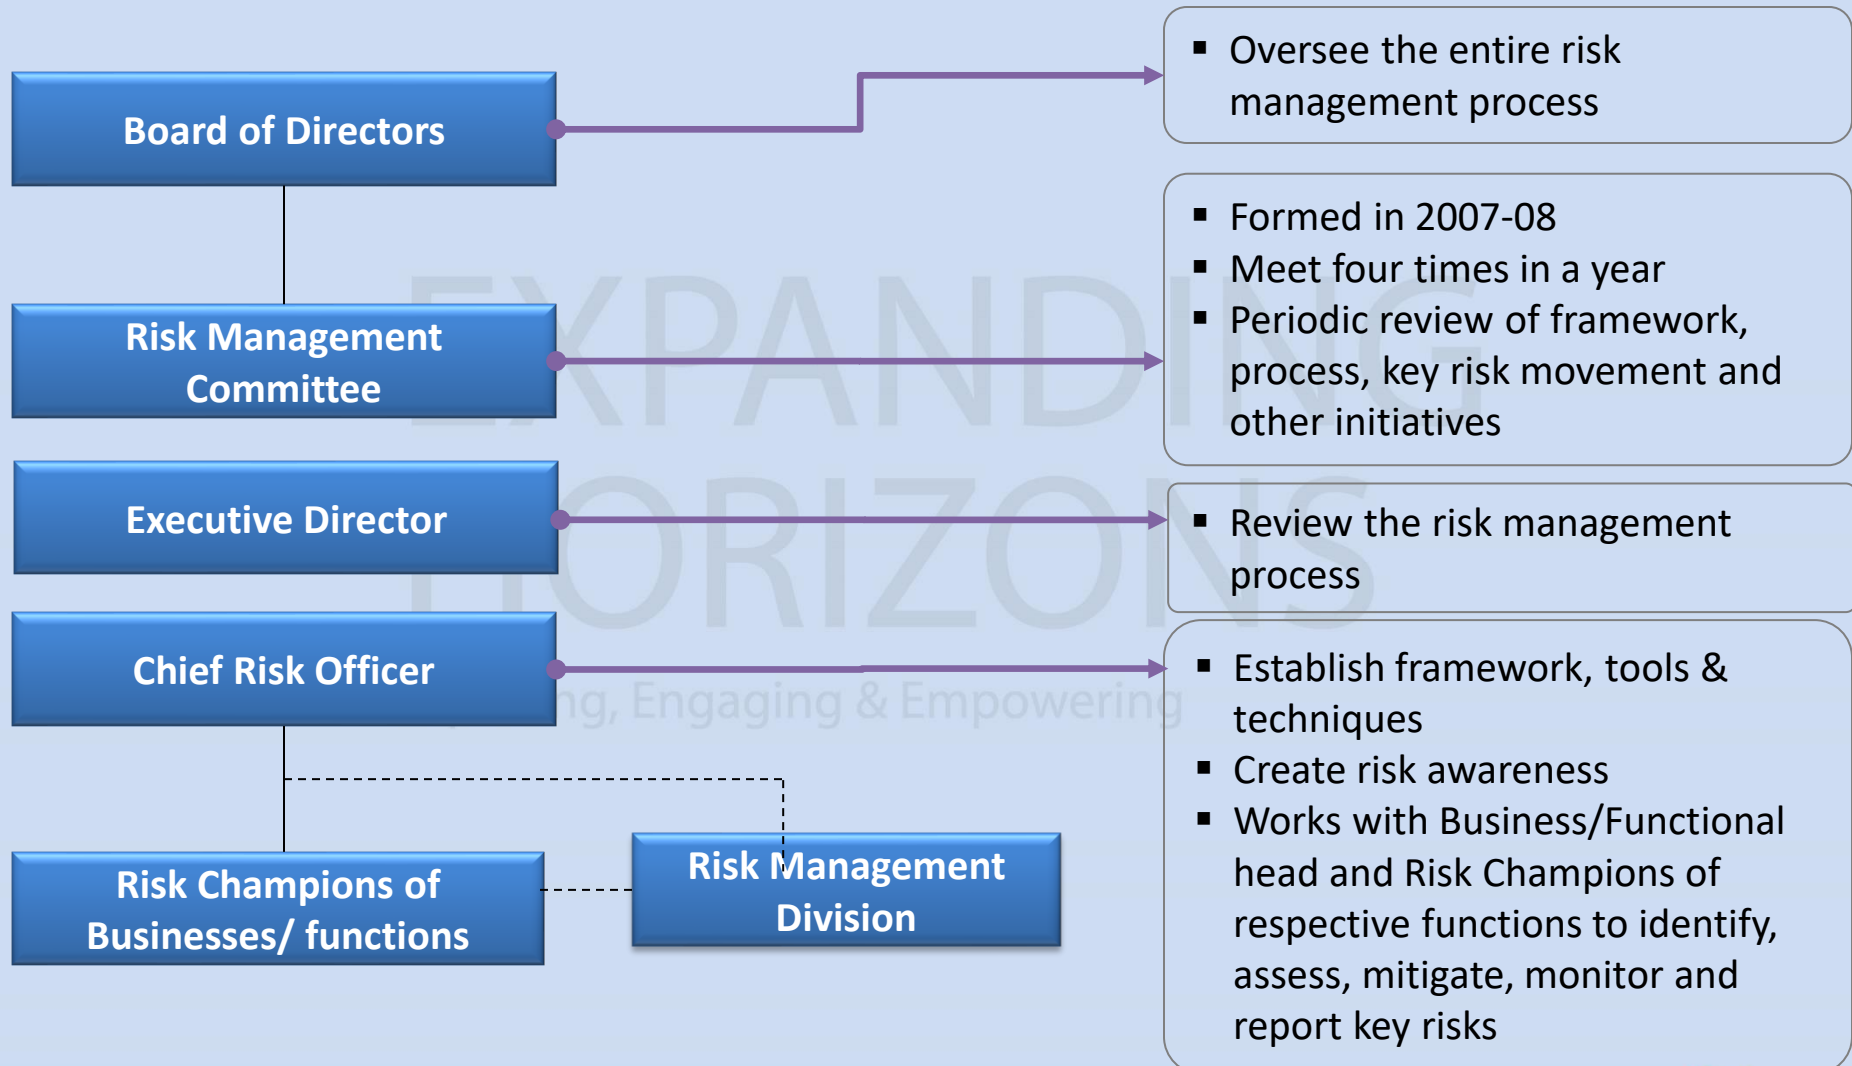 Board of Directors
▪ Oversee the entire risk
management process
Risk Management
Committee
▪ Formed in 2007-08
▪ Meet four times in a year
▪ Periodic review of framework,
process, key risk movement and
other initiatives
Executive Director
▪ Review the risk management
process
Chief Risk Officer
▪ Establish framework, tools &
techniques
▪ Create risk awareness
▪ Works with Business/Functional
head and Risk Champions of
respective functions to identify,
assess, mitigate, monitor and
report key risks
Risk Champions of
Businesses/ functions
Risk Management
Division
EXPANDING
HORIZONS
Engaging & Empowering